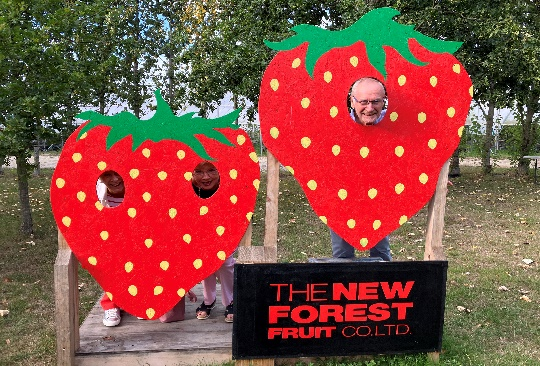 THE NEW
FOREST
FRUIT CO.LTD.